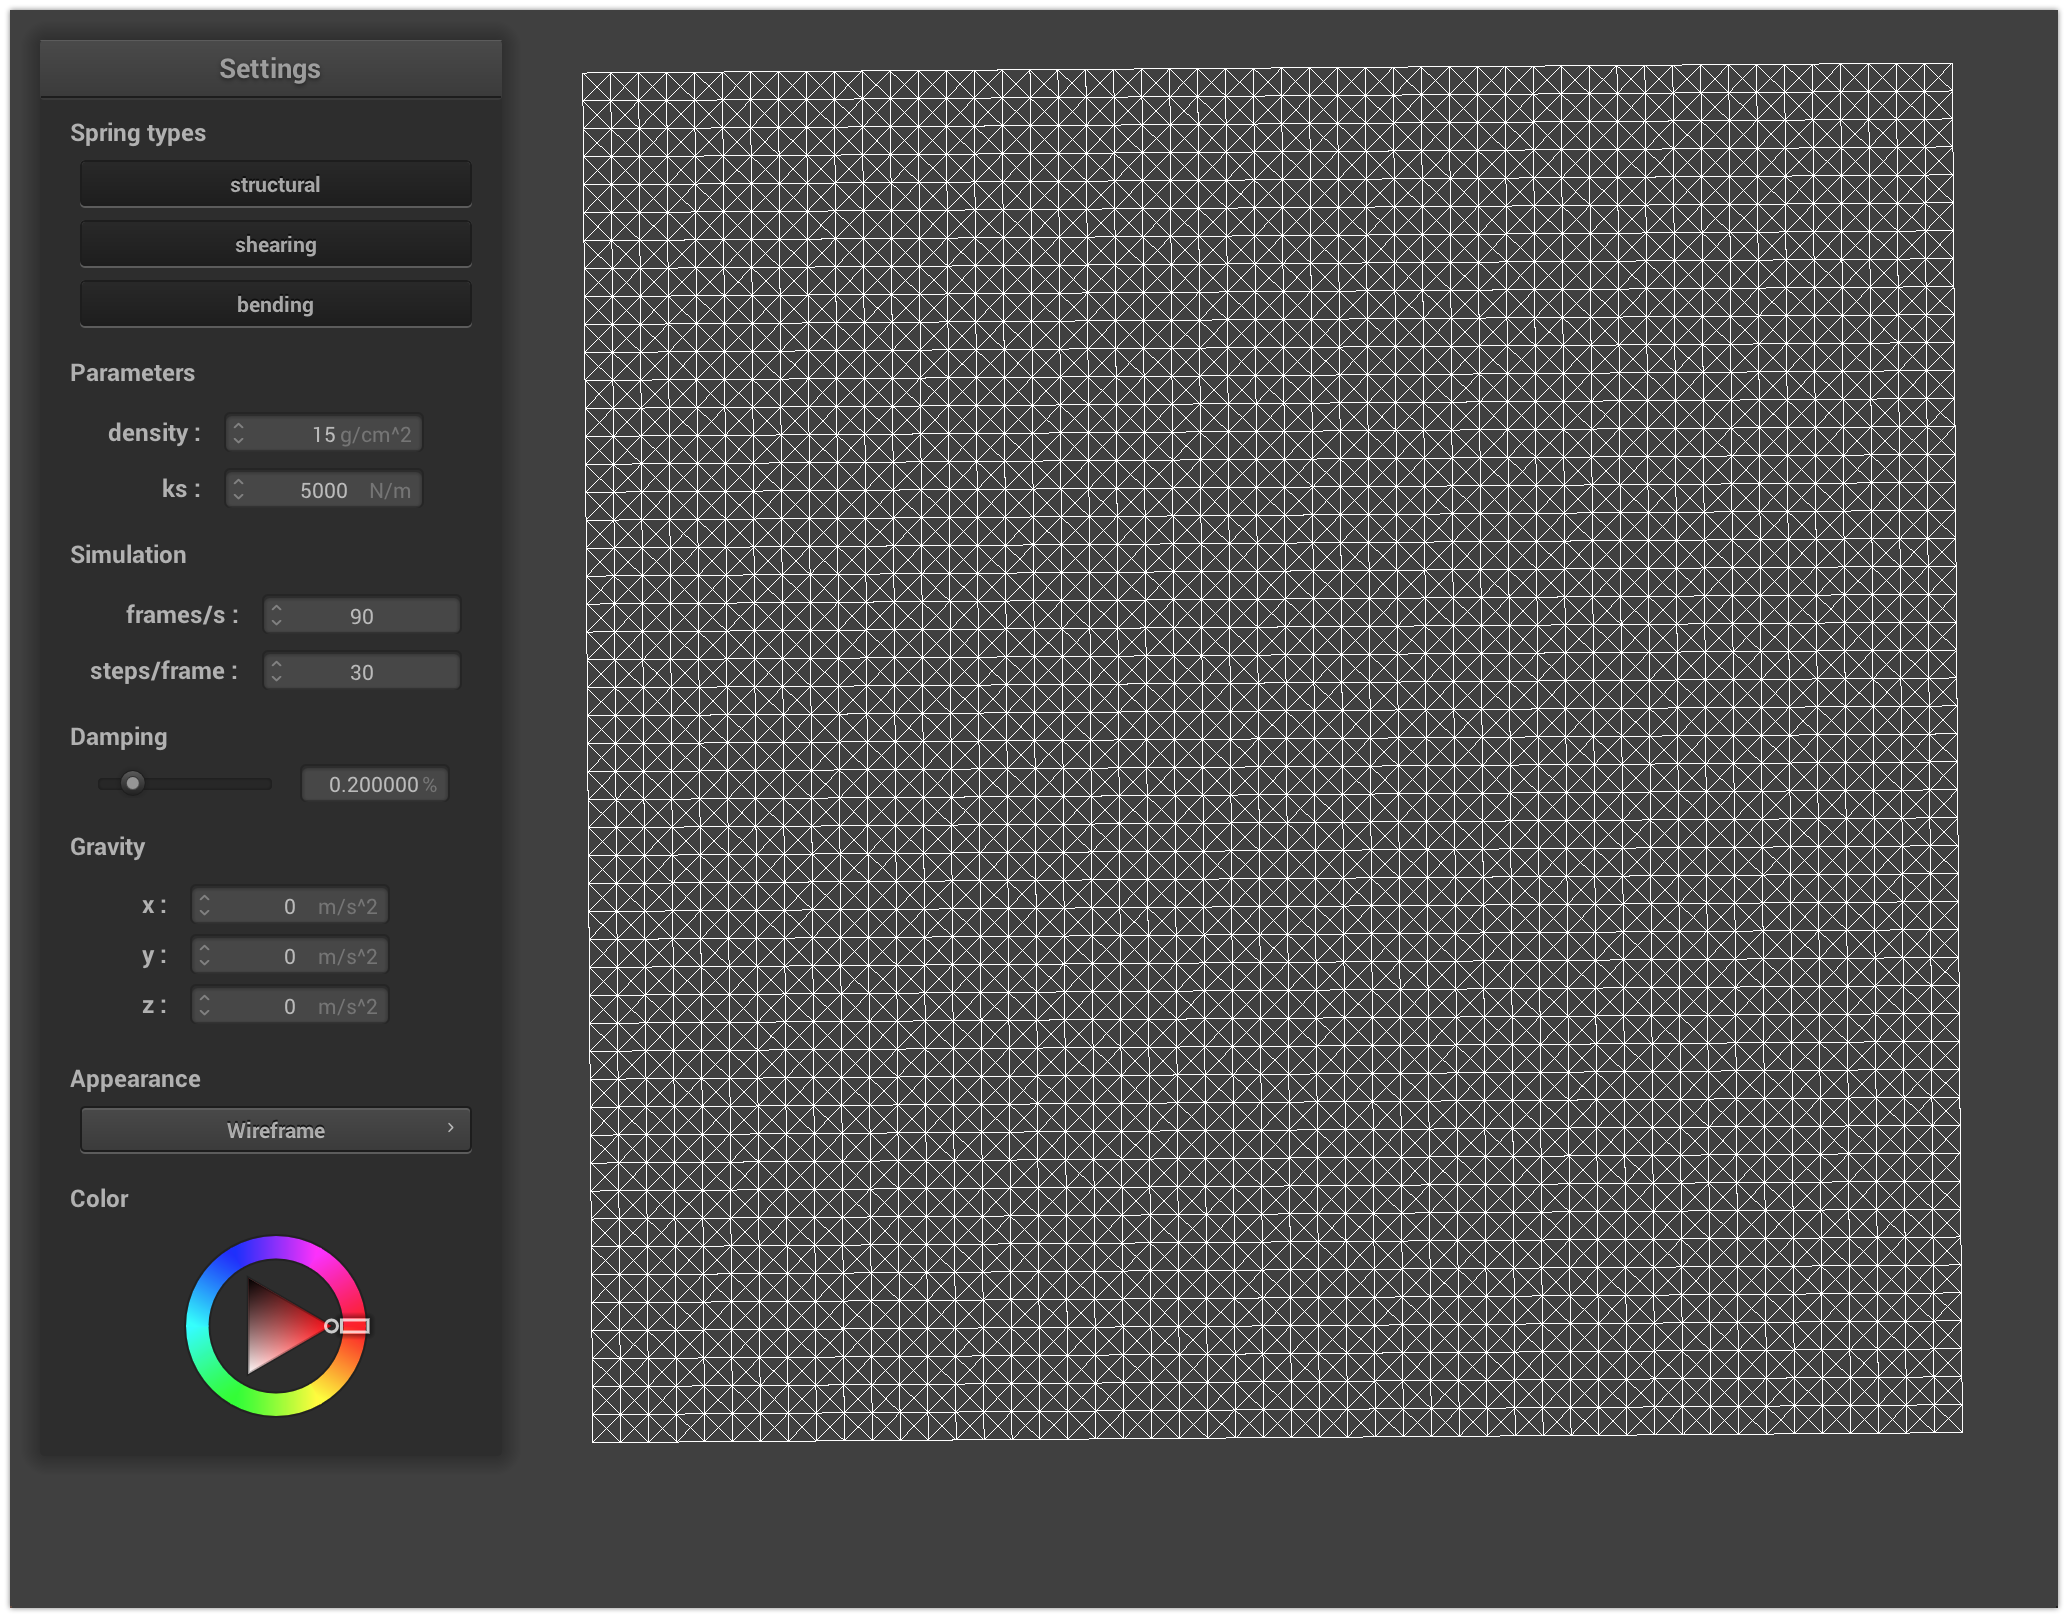 Settings
Spring types
structural
shearing
bending
Parameters
density : 15 g/cm^2
ks : 5000 N/m
Simulation
frames/s : 90
steps/frame : 30
Damping
0.200000 %
Gravity
x : 0 m/s^2
y : 0 m/s^2
z : 0 m/s^2
Appearance
Wireframe ›
Color